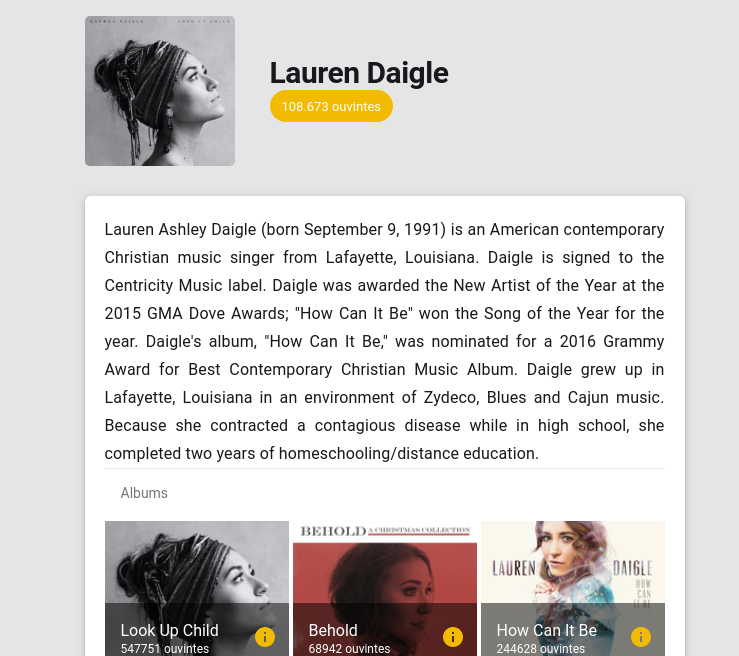 LAUREN DAIGLE LOOK UP CHILD
Lauren Daigle
108.673 ouvintes
Lauren Ashley Daigle (born September 9, 1991) is an American contemporary
Christian music singer from Lafayette, Louisiana. Daigle is signed to the
Centricity Music label. Daigle was awarded the New Artist of the Year at the
2015 GMA Dove Awards; "How Can It Be" won the Song of the Year for the
year. Daigle's album, "How Can It Be," was nominated for a 2016 Grammy
Award for Best Contemporary Christian Music Album. Daigle grew up in
Lafayette, Louisiana in an environment of Zydeco, Blues and Cajun music.
Because she contracted a contagious disease while in high school, she
completed two years of homeschooling/distance education.
Albums
BEHOLD A CHRISTMAS COLLECTION
LAUREN DAIGLE
HOW
CAN
IT BE
Look Up Child
547751 ouvintes
Behold
68942 ouvintes
How Can It Be
244628 ouvintes